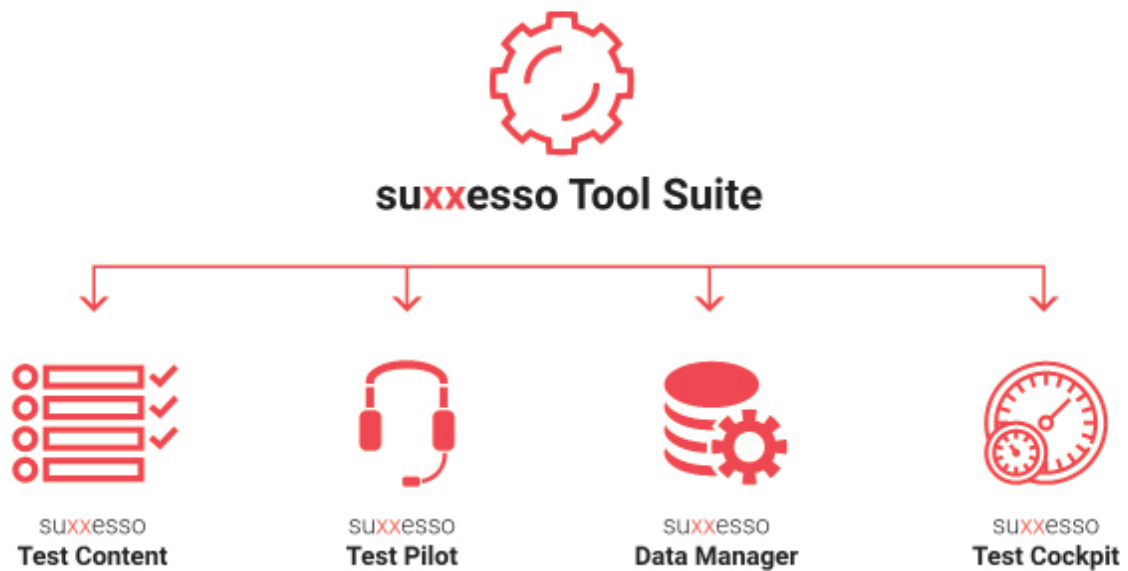 suxxesso Tool Suite
suxxesso
Test Content
suxxesso
Test Pilot
suxxesso
Data Manager
suxxesso
Test Cockpit